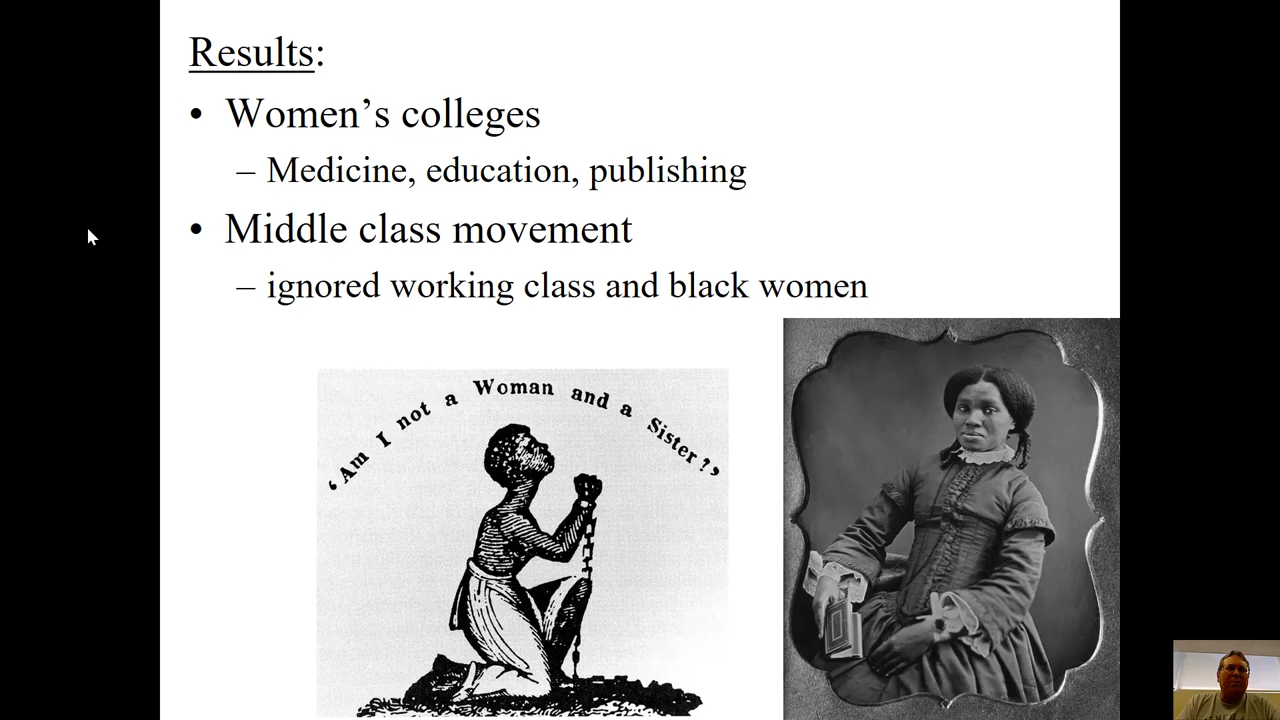 Results:
• Women’s colleges
– Medicine, education, publishing
• Middle class movement
– ignored working class and black women
‘Am I not a Woman and a Sister?’